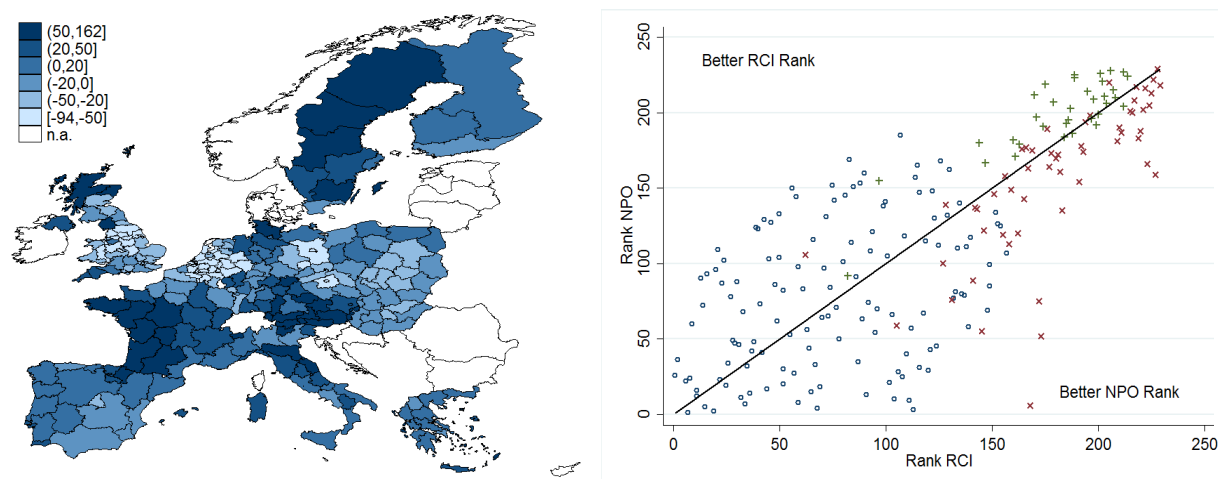 (50,162]
(20,50]
(0,20]
(-20,0]
(-50,-20]
[-94,-50]
n.a.
Better RCI Rank
Better NPO Rank
Rank NPO
250
200
150
100
50
0
0 50 100 150 200 250
Rank RCI